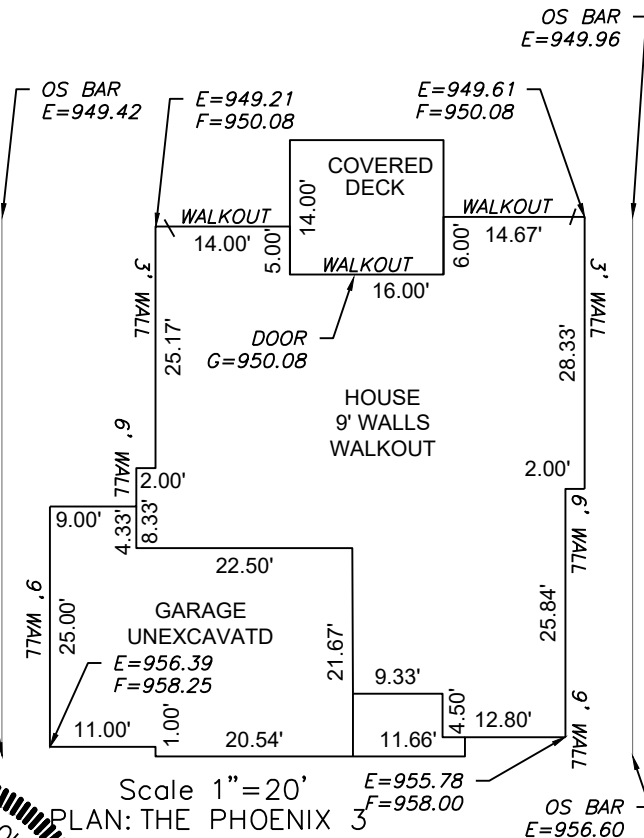 OS BAR
E=949.96
OS BAR
E=949.42
E=949.21
F=950.08
E=949.61
F=950.08
COVERED
DECK
WALKOUT
14.00'
5.00'
14.00'
WALKOUT
16.00'
6.00'
WALKOUT
14.67'
3' WALL
25.17'
DOOR
G=950.08
3' WALL
28.33'
HOUSE
9' WALLS
WALKOUT
6' WALL
2.00'
2.00'
9.00'
4.33'
8.33'
22.50'
6' WALL
9' WALL
25.00'
GARAGE
UNEXCAVATD
21.67'
25.84'
E=956.39
F=958.25
9.33'
4.50'
12.80'
9' WALL
11.00'
1.00'
20.54'
11.66'
E=955.78
F=958.00
Scale 1"=20'
PLAN: THE PHOENIX 3
OS BAR
E=956.60